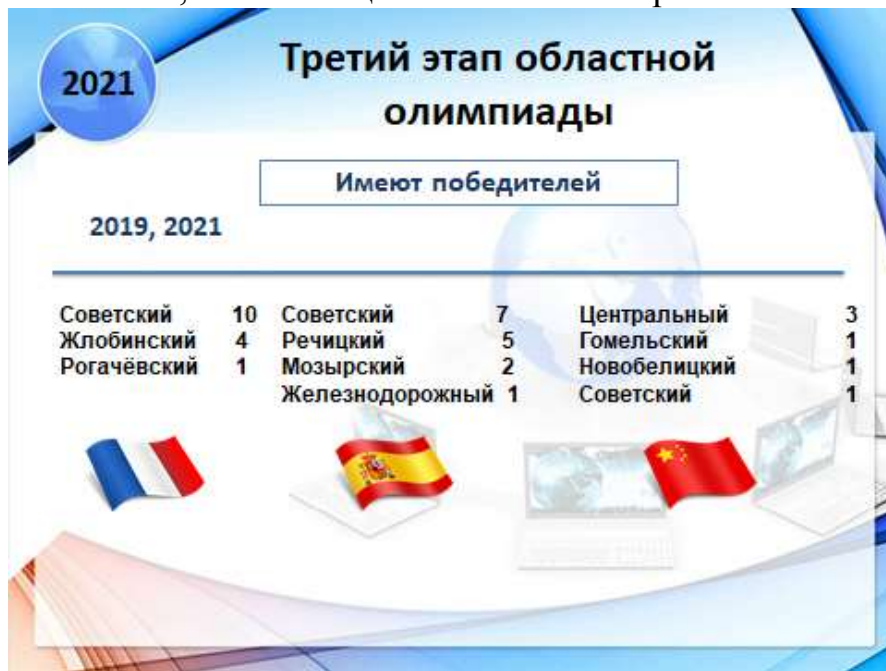 2021
Третий этап областной
олимпиады
Имеют победителей
2019, 2021
Советский 10
Жлобинский 4
Рогачёвский 1
Советский 7
Речицкий 5
Мозырский 2
Железнодорожный 1
Центральный 3
Гомельский 1
Новобелицкий 1
Советский 1